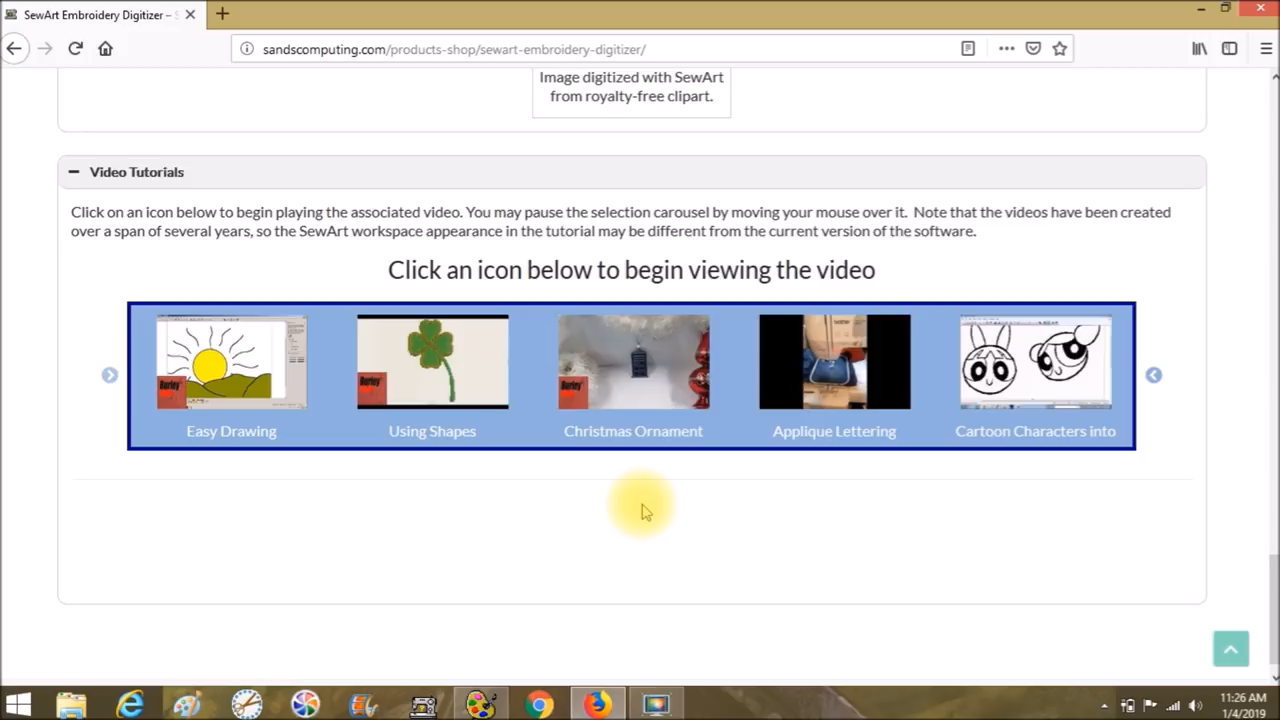 SewArt Embroidery Digitizer – S
sandscomputing.com/products-shop/sewart-embroidery-digitizer/
Image digitized with SewArt
from royalty-free clipart.
Video Tutorials
Click on an icon below to begin playing the associated video. You may pause the selection carousel by moving your mouse over it. Note that the videos have been created
over a span of several years, so the SewArt workspace appearance in the tutorial may be different from the current version of the software.
Click an icon below to begin viewing the video
Burley
Burley
Burley
Easy Drawing
Using Shapes
Christmas Ornament
Applique Lettering
Cartoon Characters into
11:26 AM
1/4/2019